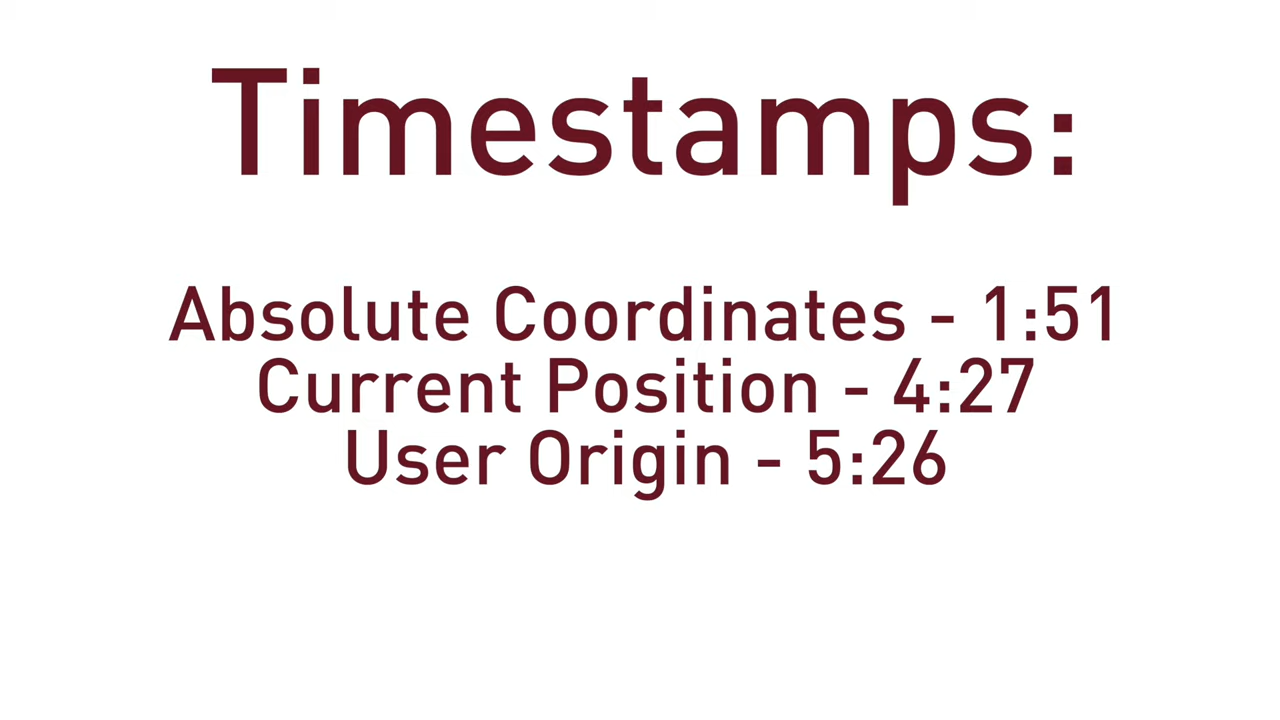 Timestamps:
Absolute Coordinates - 1:51
Current Position - 4:27
User Origin - 5:26